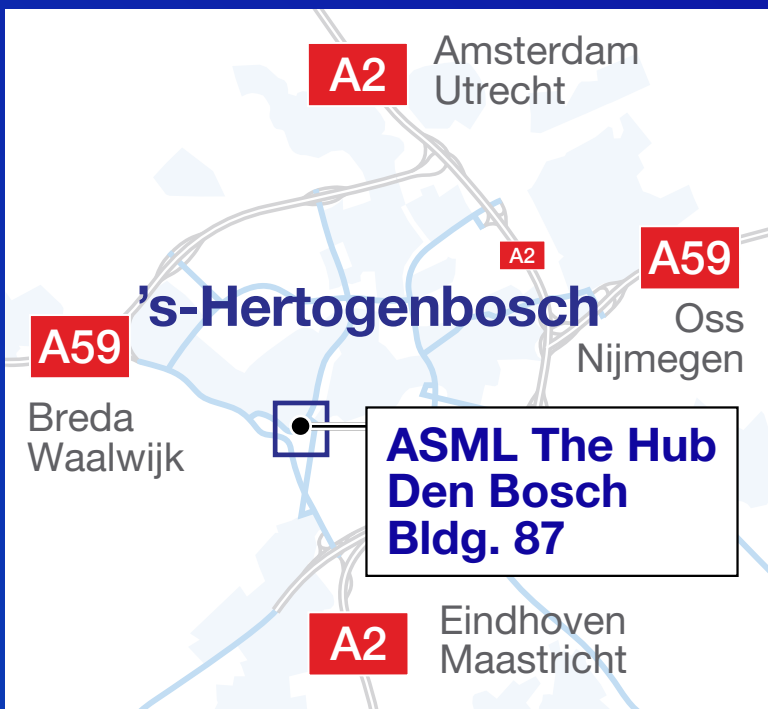 A2
Amsterdam
Utrecht
A2
A59
’s-Hertogenbosch
Oss
Nijmegen
A59
Breda
Waalwijk
ASML The Hub
Den Bosch
Bldg. 87
A2
Eindhoven
Maastricht